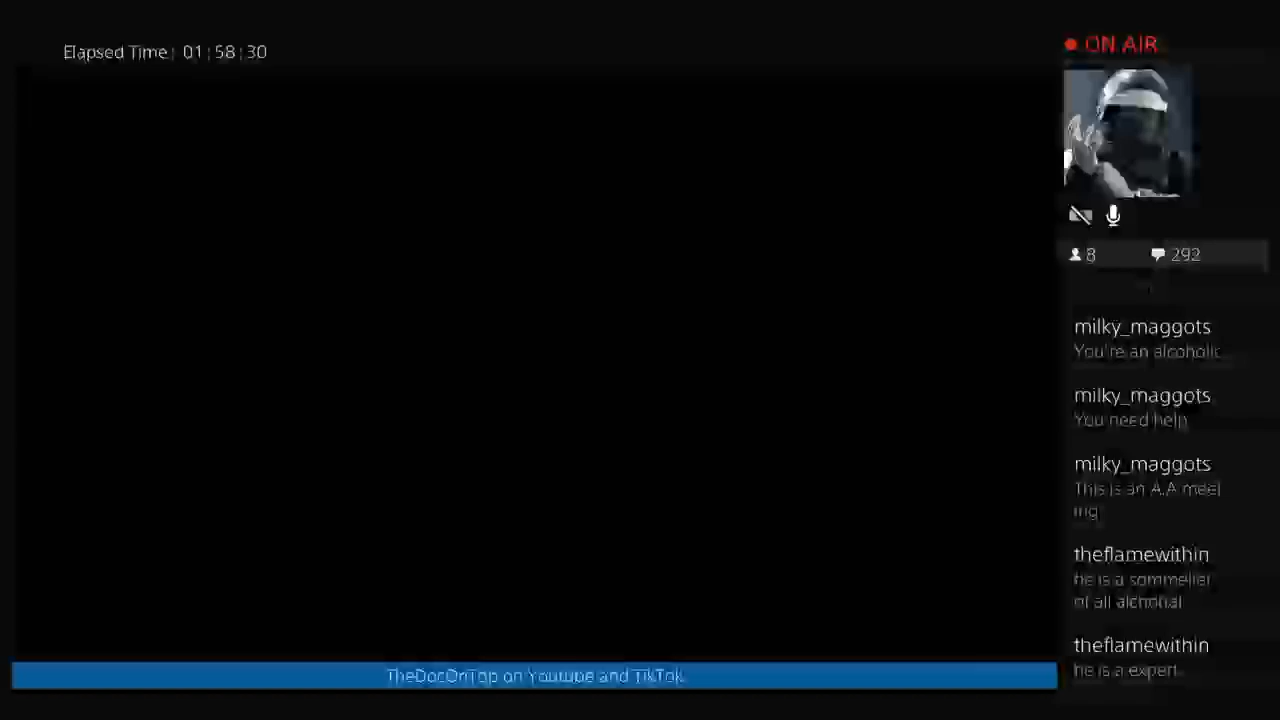 Elapsed Time: 01:58:30
ON AIR
8 292
milky_maggots
You're an alcoholic
milky_maggots
You need help
milky_maggots
This is an A.A meet
ing
theflamewithin
he is a sommelier
of all alchohal
theflamewithin
he is a expert
TheDocOnTop on Youtube and TikTok